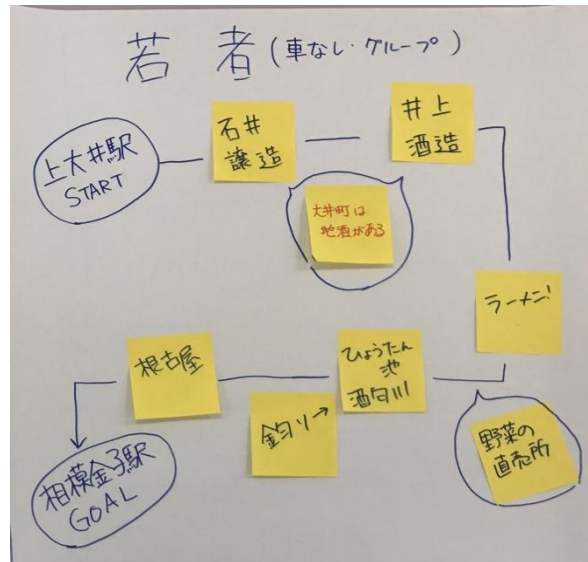 若者(車なし・グループ)
上大井駅
START
石井
譲造
井上
酒造
大井町は
地酒がある
ラーメン!
野菜の
直売所
ひょうたん
池
酒匂川
釣り→
根古屋
相模金子駅
GOAL